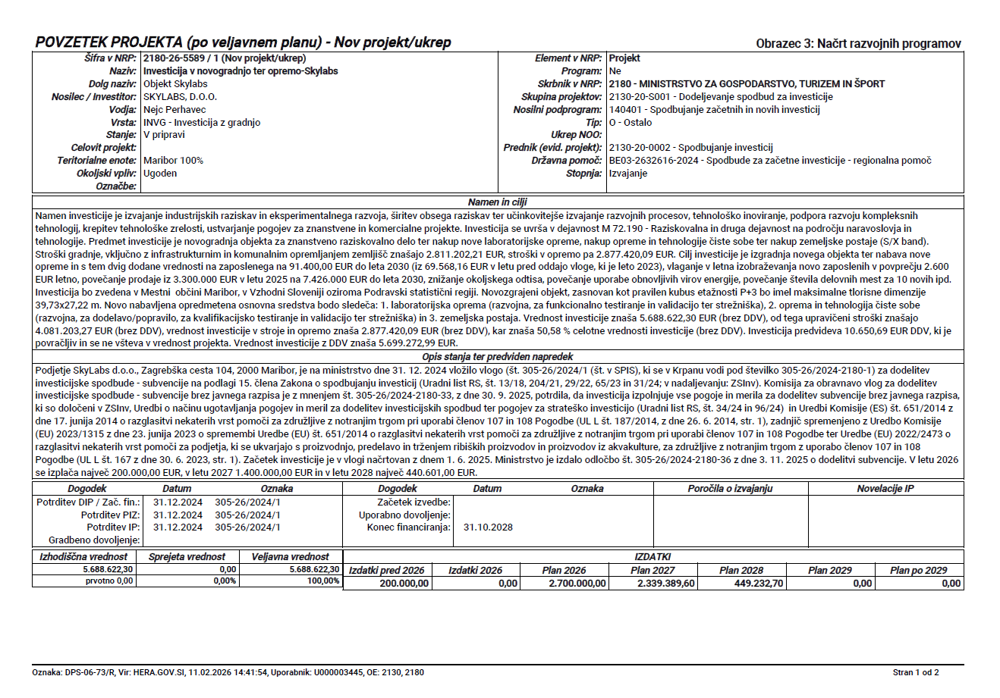 POVZETEK PROJEKTA (po veljavnem planu) - Nov projekt/ukrep
Obrazec 3: Načrt razvojnih programov
Šifra v NRP: 2180-26-5589 / 1 (Nov projekt/ukrep)
Naziv: Investicija v novogradnjo ter opremo-Skylabs
Dolg naziv: Objekt Skylabs
Nosilec / Investitor: SKYLABS, D.O.O.
Vodja: Nejc Perhavec
Vrsta: INVG - Investicija z gradnjo
Stanje: V pripravi
Celovit projekt:
Teritorialne enote: Maribor 100%
Okoljski vpliv: Ugoden
Označbe:
Element v NRP: Projekt
Program: Ne
Skrbnik v NRP: 2180 - MINISTRSTVO ZA GOSPODARSTVO, TURIZEM IN ŠPORT
Skupina projektov: 2130-20-S001 - Dodeljevanje spodbud za investicije
Nosilni podprogram: 140401 - Spodbujanje začetnih in novih investicij
Tip: O - Ostalo
Ukrep NOO:
Prednik (evid. projekt): 2130-20-0002 - Spodbujanje investicij
Državna pomoč: BE03-2632616-2024 - Spodbude za začetne investicije - regionalna pomoč
Stopnja: Izvajanje
Namen in cilji
Namen investicije je izvajanje industrijskih raziskav in eksperimentalnega razvoja, širitev obsega raziskav ter učinkovitejše izvajanje razvojnih procesov, tehnološko inoviranje, podpora razvoju kompleksnih
tehnologij, krepitev tehnološke zrelosti, ustvarjanje pogojev za znanstvene in komercialne projekte. Investicija se uvrša v dejavnost M 72.190 - Raziskovalna in druga dejavnost na področju naravoslovja in
tehnologije. Predmet investicije je novogradnja objekta za znanstveno raziskovalno delo ter nakup nove laboratorijske opreme, nakup opreme in tehnologije čiste sobe ter nakup zemeljske postaje (S/X band).
Stroški gradnje, vključno z infrastrukturnim in komunalnim opremljanjem zemljišč znašajo 2.811.202,21 EUR, stroški v opremo pa 2.877.420,09 EUR. Cilj investicije je izgradnja novega objekta ter nabava nove
opreme in s tem dvig dodane vrednosti na zaposlenega na 91.400,00 EUR do leta 2030 (iz 69.568,16 EUR v letu pred oddajo vloge, ki je leto 2023), vlaganje v letna izobraževanja novo zaposlenih v povprečju 2.600
EUR letno, povečanje prodaje iz 3.300.000 EUR v letu 2025 na 7.426.000 EUR do leta 2030, znižanje okoljskega odtisa, povečanje uporabe obnovljivih virov energije, povečanje števila delovnih mest za 10 novih ipd.
Investicija bo zvedena v Mestni  občini Maribor, v Vzhodni Sloveniji oziroma Podravski statistični regiji. Novozgrajeni objekt, zasnovan kot pravilen kubus etažnosti P+3 bo imel maksimalne tlorisne dimenzije
39,73x27,22 m. Novo nabavljena opredmetena osnovna sredstva bodo sledeča: 1. laboratorijska oprema (razvojna, za funkcionalno testiranje in validacijo ter strežniška), 2. oprema in tehnologija čiste sobe
(razvojna, za dodelavo/popravilo, za kvalifikacijsko testiranje in validacijo ter strežniška) in 3. zemeljska postaja. Vrednost investicije znaša 5.688.622,30 EUR (brez DDV), od tega upravičeni stroški znašajo
4.081.203,27 EUR (brez DDV), vrednost investicije v stroje in opremo znaša 2.877.420,09 EUR (brez DDV), kar znaša 50,58 % celotne vrednosti investicije (brez DDV). Investicija predvideva 10.650,69 EUR DDV, ki je
povračljiv in se ne všteva v vrednost projekta. Vrednost investicije z DDV znaša 5.699.272,99 EUR.
Opis stanja ter predviden napredek
Podjetje SkyLabs d.o.o., Zagrebška cesta 104, 2000 Maribor, je na ministrstvo dne 31. 12. 2024 vložilo vlogo (št. 305-26/2024/1 (št. v SPIS), ki se v Krpanu vodi pod številko 305-26/2024-2180-1) za dodelitev
investicijske spodbude - subvencije na podlagi 15. člena Zakona o spodbujanju investicij (Uradni list RS, št. 13/18, 204/21, 29/22, 65/23 in 31/24; v nadaljevanju: ZSInv). Komisija za obravnavo vlog za dodelitev
investicijske spodbude - subvencije brez javnega razpisa je z mnenjem št. 305-26/2024-2180-33, z dne 30. 9. 2025, potrdila, da investicija izpolnjuje vse pogoje in merila za dodelitev subvencije brez javnega razpisa,
ki so določeni v ZSInv, Uredbi o načinu ugotavljanja pogojev in meril za dodelitev investicijskih spodbud ter pogojev za strateško investicijo (Uradni list RS, št. 34/24 in 96/24)  in Uredbi Komisije (ES) št. 651/2014 z
dne 17. junija 2014 o razglasitvi nekaterih vrst pomoči za združljive z notranjim trgom pri uporabi členov 107 in 108 Pogodbe (UL L št. 187/2014, z dne 26. 6. 2014, str. 1), zadnjič spremenjeno z Uredbo Komisije
(EU) 2023/1315 z dne 23. junija 2023 o spremembi Uredbe (EU) št. 651/2014 o razglasitvi nekaterih vrst pomoči za združljive z notranjim trgom pri uporabi členov 107 in 108 Pogodbe ter Uredbe (EU) 2022/2473 o
razglasitvi nekaterih vrst pomoči za podjetja, ki se ukvarjajo s proizvodnjo, predelavo in trženjem ribiških proizvodov in proizvodov iz akvakulture, za združljive z notranjim trgom z uporabo členov 107 in 108
Pogodbe (UL L št. 167 z dne 30. 6. 2023, str. 1). Začetek investicije je v vlogi načrtovan z dnem 1. 6. 2025. Ministrstvo je izdalo odločbo št. 305-26/2024-2180-36 z dne 3. 11. 2025 o dodelitvi subvencije. V letu 2026
se izplača največ 200.000,00 EUR, v letu 2027 1.400.000,00 EUR in v letu 2028 največ 440.601,00 EUR.
Dogodek Datum Oznaka Dogodek Datum Oznaka Poročila o izvajanju Novelacije IP
Potrditev DIP / Zač. fin.: 31.12.2024 305-26/2024/1 Začetek izvedbe:
Potrditev PIZ: 31.12.2024 305-26/2024/1 Uporabno dovoljenje:
Potrditev IP: 31.12.2024 305-26/2024/1 Konec financiranja: 31.10.2028
Gradbeno dovoljenje:
Izhodiščna vrednost Sprejeta vrednost Veljavna vrednost IZDATKI
5.688.622,30 0,00 5.688.622,30 Izdatki pred 2026 Izdatki 2026 Plan 2026 Plan 2027 Plan 2028 Plan 2029 Plan po 2029
prvotno 0,00 0,00% 100,00% 200.000,00 0,00 2.700.000,00 2.339.389,60 449.232,70 0,00 0,00
Oznaka: DPS-06-73/R, Vir: HERA.GOV.SI, 11.02.2026 14:41:54, Uporabnik: U000003445, OE: 2130, 2180
Stran 1 od 2